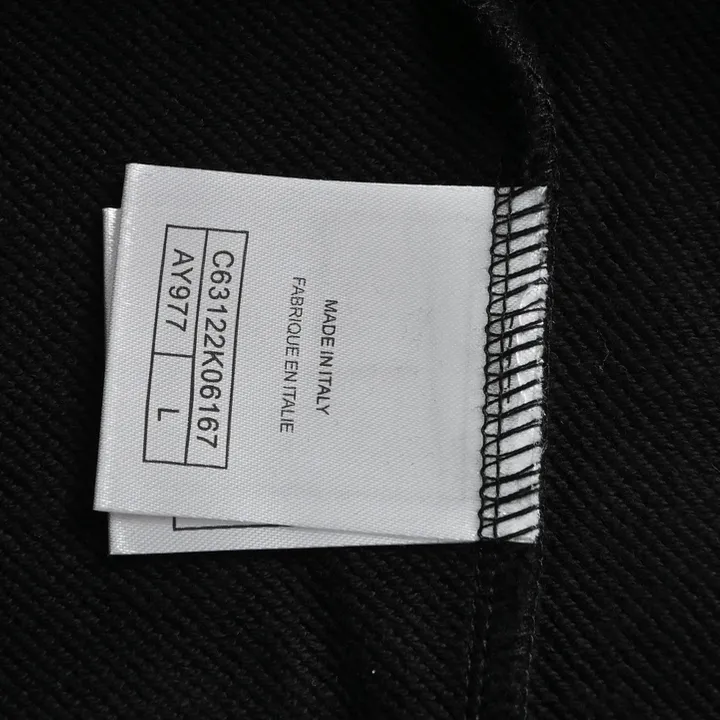 MADE IN ITALY
FABRIQUE EN ITALIE
C63122K06167
AY977 L